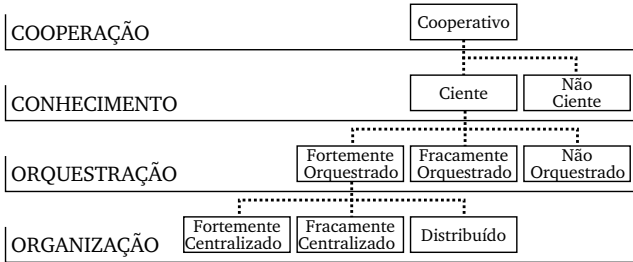 COOPERAÇÃO
Cooperativo
CONHECIMENTO
Ciente
Não
Ciente
ORQUESTRAÇÃO
Fortemente
Orquestrado
Fracamente
Orquestrado
Não
Orquestrado
ORGANIZAÇÃO
Fortemente
Centralizado
Fracamente
Centralizado
Distribuído